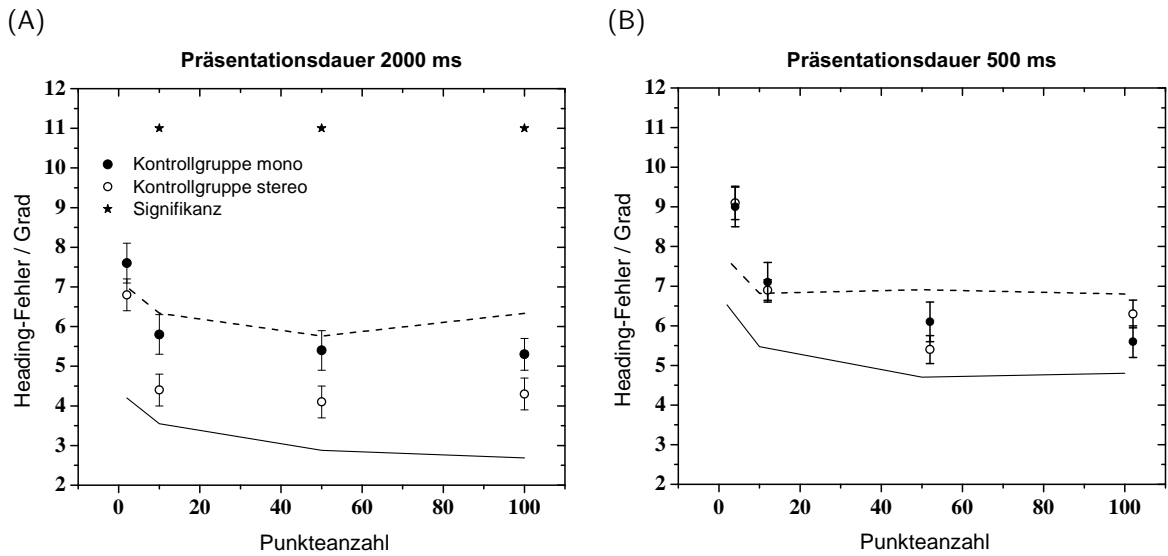 (A)
Präsentationsdauer 2000 ms
12
11
10
9
8
7
6
5
4
3
2
Heading-Fehler / Grad
Kontrollgruppe mono
Kontrollgruppe stereo
Signifikanz
0 20 40 60 80 100
Punkteanzahl
(B)
Präsentationsdauer 500 ms
12
11
10
9
8
7
6
5
4
3
2
Heading-Fehler / Grad
0 20 40 60 80 100
Punkteanzahl